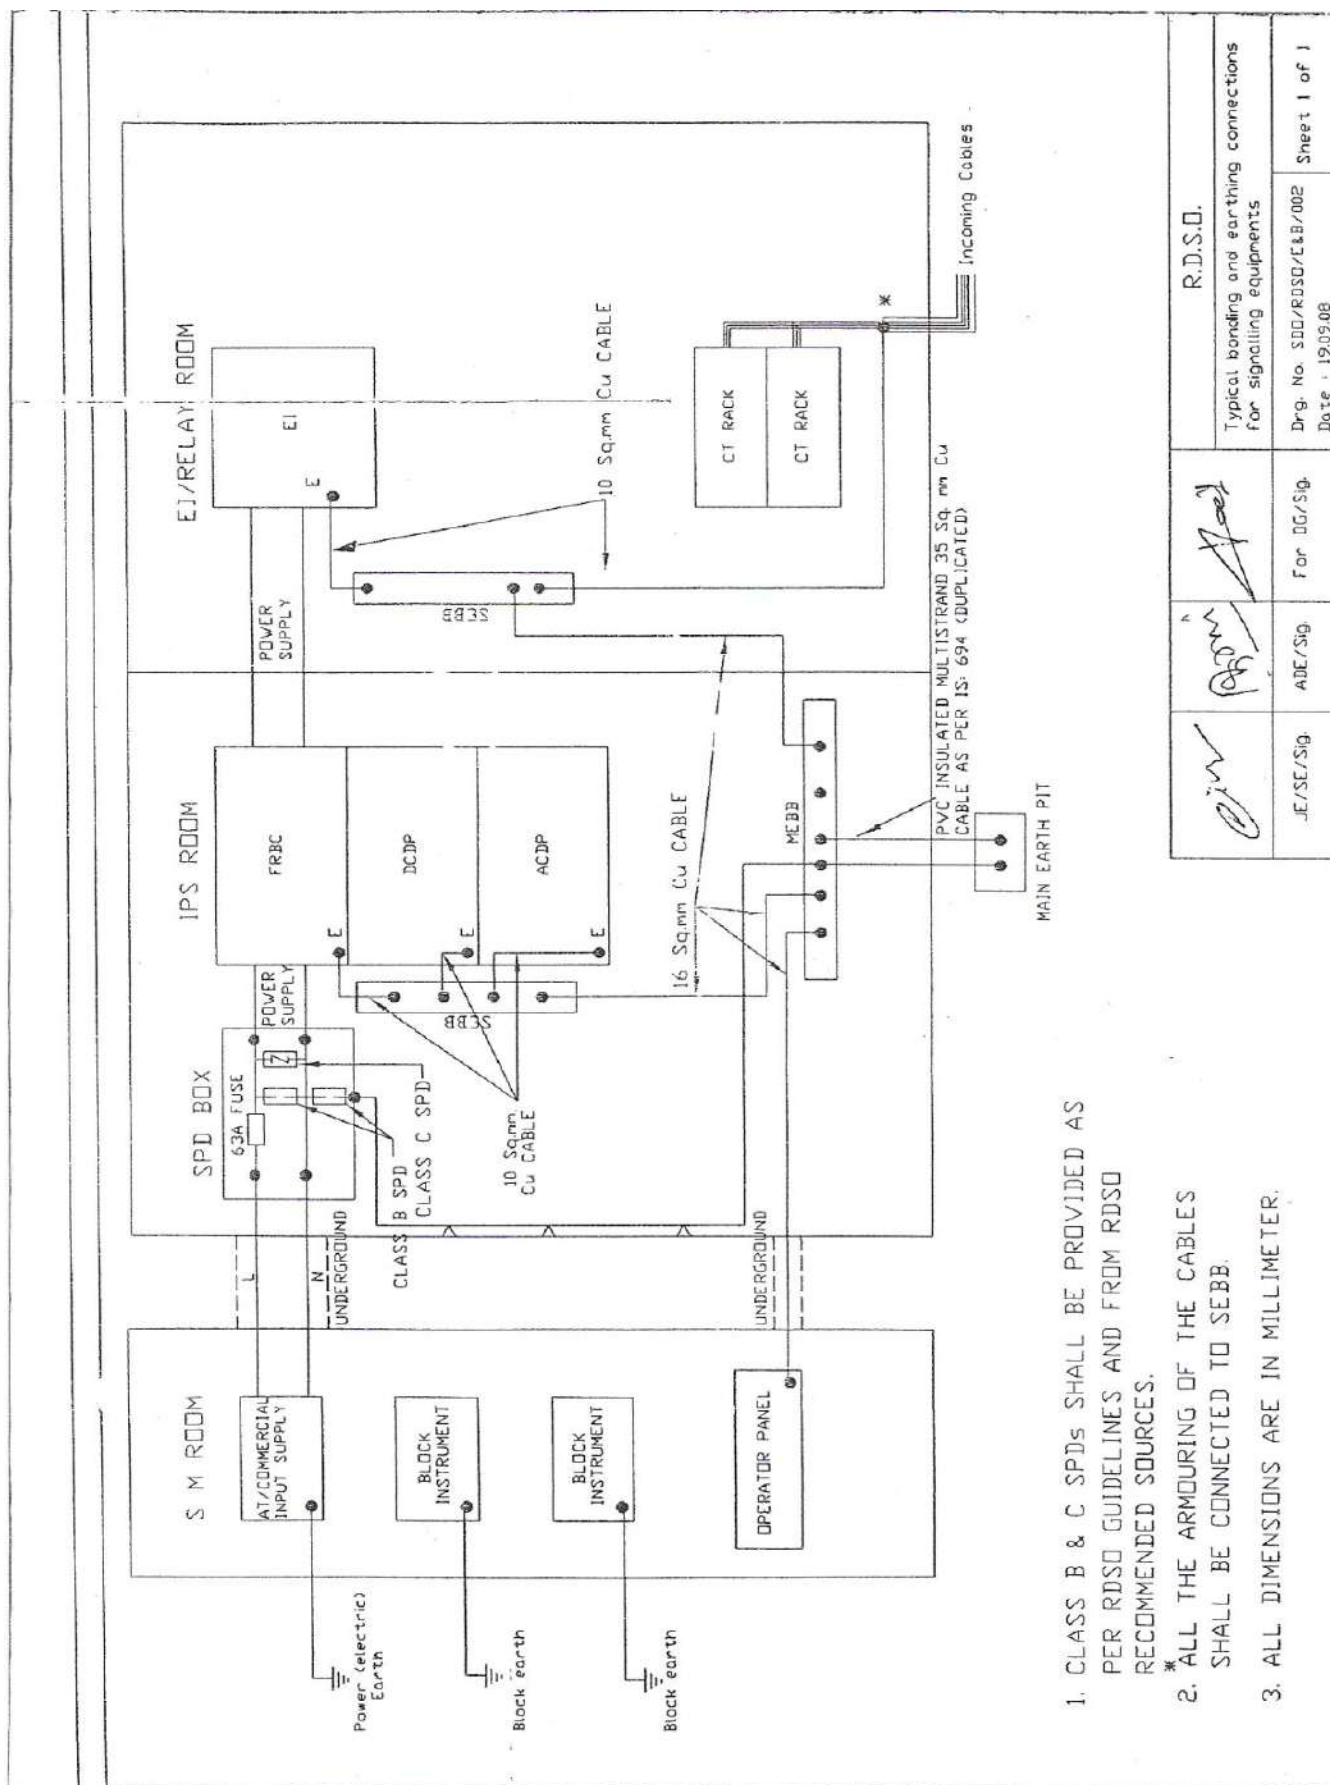 S M ROOM
AT/COMMERCIAL
INPUT SUPPLY
Power (electric)
Earth
BLOCK
INSTRUMENT
Block earth
BLOCK
INSTRUMENT
Block earth
OPERATOR PANEL
L
N
UNDERGROUND
UNDERGROUND
SPD BOX
63A FUSE
Z
CLASS B SPD
CLASS C SPD
POWER
SUPPLY
IPS ROOM
FRBC
E
DCDP
E
ACDP
E
SEBB
10 Sq.mm.
Cu CABLE
16 Sq.mm Cu CABLE
MEBB
MAIN EARTH PIT
PVC INSULATED MULTISTRAND 35 Sq. mm Cu
CABLE AS PER IS: 694 (DUPLICATED)
POWER
SUPPLY
EI/RELAY ROOM
EI
E
SEBB
10 Sq.mm Cu CABLE
CT RACK
CT RACK
*
Incoming Cables
1. CLASS B & C SPDs SHALL BE PROVIDED AS
PER RDSO GUIDELINES AND FROM RDSO
RECOMMENDED SOURCES.
*
2. ALL THE ARMOURING OF THE CABLES
SHALL BE CONNECTED TO SEBB.
3. ALL DIMENSIONS ARE IN MILLIMETER.
R.D.S.O.
Typical bonding and earthing connections
for signalling equipments
JE/SE/Sig.
ADE/Sig.
For DG/Sig.
Drg. No. SDO/RDSO/E&B/002
Date : 19.09.08
Sheet 1 of 1